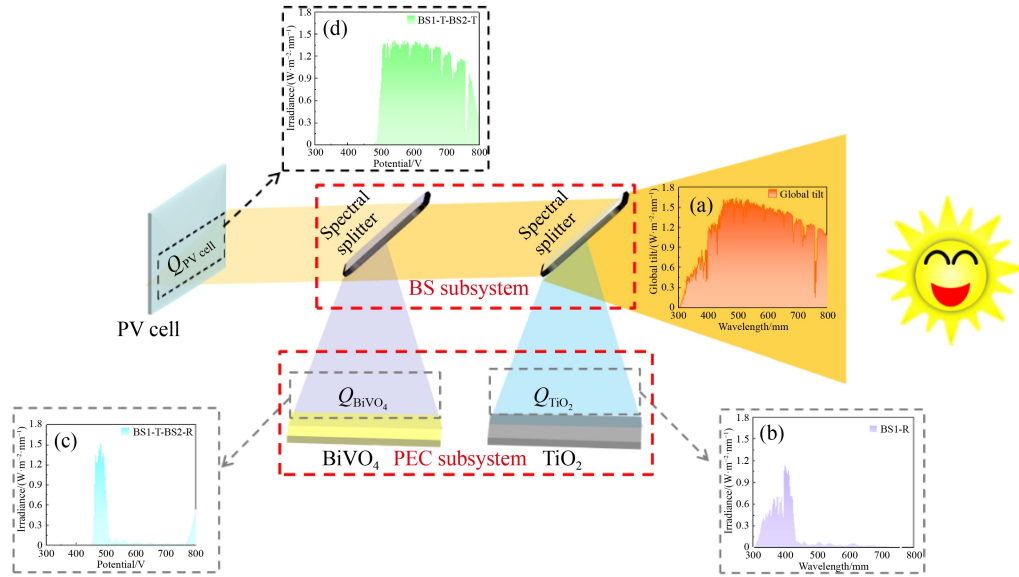 (d)
BS1-T-BS2-T
Irradiance/(W·m⁻²·nm⁻¹)
1.8
1.5
1.2
0.9
0.6
0.3
0
300 400 500 600 700 800
Potential/V
Spectral
splitter
Spectral
splitter
BS subsystem
(a)
Global tilt
Global tilt/(W·m⁻²·nm⁻¹)
1.8
1.5
1.2
0.9
0.6
0.3
0
300 400 500 600 700 800
Wavelength/mm
Q_PV cell
PV cell
Q_BiVO₄
Q_TiO₂
BiVO₄ PEC subsystem TiO₂
(c)
BS1-T-BS2-R
Irradiance/(W·m⁻²·nm⁻¹)
1.8
1.5
1.2
0.9
0.6
0.3
0
300 400 500 600 700 800
Potential/V
(b)
BS1-R
Irradiance/(W·m⁻²·nm⁻¹)
1.8
1.5
1.2
0.9
0.6
0.3
0
300 400 500 600 700 800
Wavelength/mm